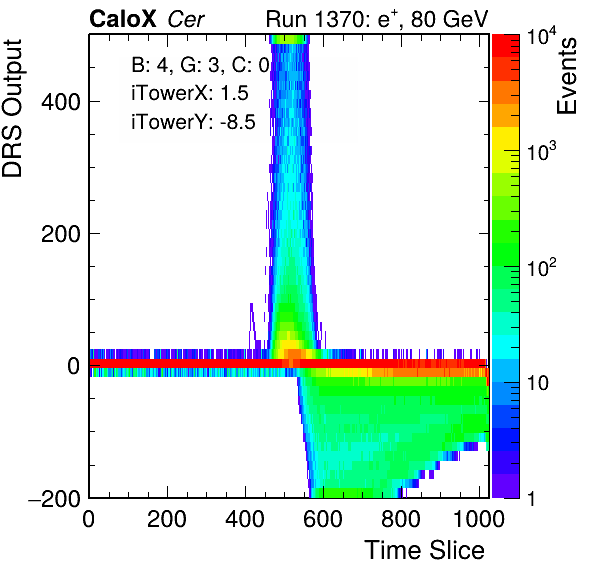 CaloX Cer Run 1370: e⁺, 80 GeV
B: 4, G: 3, C: 0
iTowerX: 1.5
iTowerY: -8.5
DRS Output
400
200
0
−200
0 200 400 600 800 1000
Time Slice
10⁴
10³
10²
10
1
Events